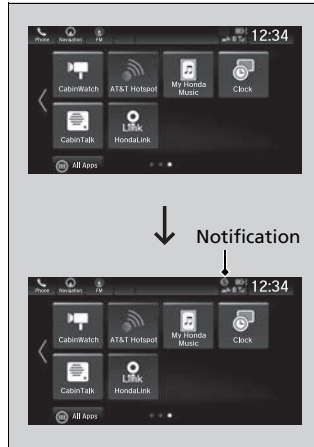 Phone Navigation FM 12:34
CabinWatch AT&T Hotspot My Honda Music Clock
CabinTalk HondaLink
All Apps
Notification
Phone Navigation FM 12:34
CabinWatch AT&T Hotspot My Honda Music Clock
CabinTalk HondaLink
All Apps